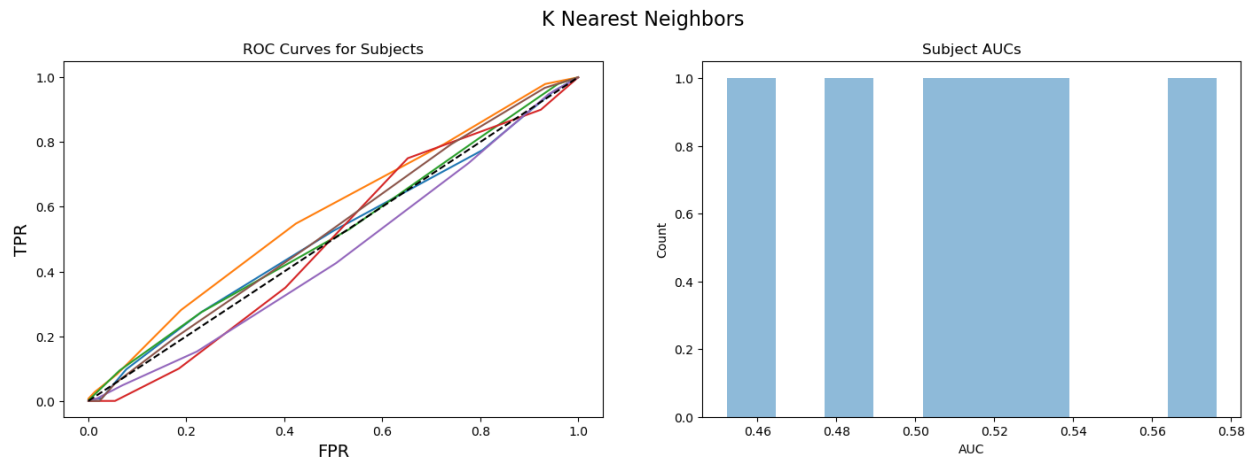 K Nearest Neighbors
ROC Curves for Subjects
TPR
1.0
0.8
0.6
0.4
0.2
0.0
0.0 0.2 0.4 0.6 0.8 1.0
FPR
Subject AUCs
Count
1.0
0.8
0.6
0.4
0.2
0.0
0.46 0.48 0.50 0.52 0.54 0.56 0.58
AUC